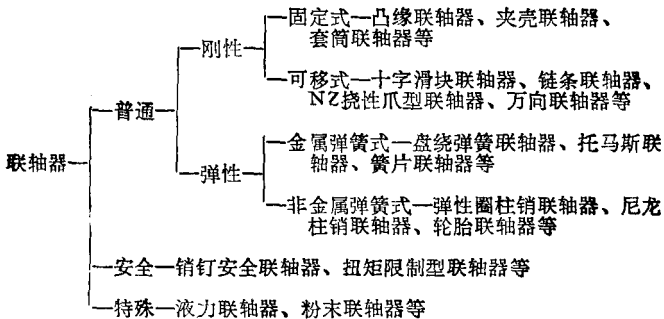 固定式—凸缘联轴器、夹壳联轴器、
套筒联轴器等
刚性
可移式—十字滑块联轴器、链条联轴器、
NZ挠性爪型联轴器、万向联轴器等
普通
金属弹簧式—盘绕弹簧联轴器、托马斯联
轴器、簧片联轴器等
联轴器
弹性
非金属弹簧式—弹性圈柱销联轴器、尼龙
柱销联轴器、轮胎联轴器等
安全—销钉安全联轴器、扭矩限制型联轴器等
特殊—液力联轴器、粉末联轴器等